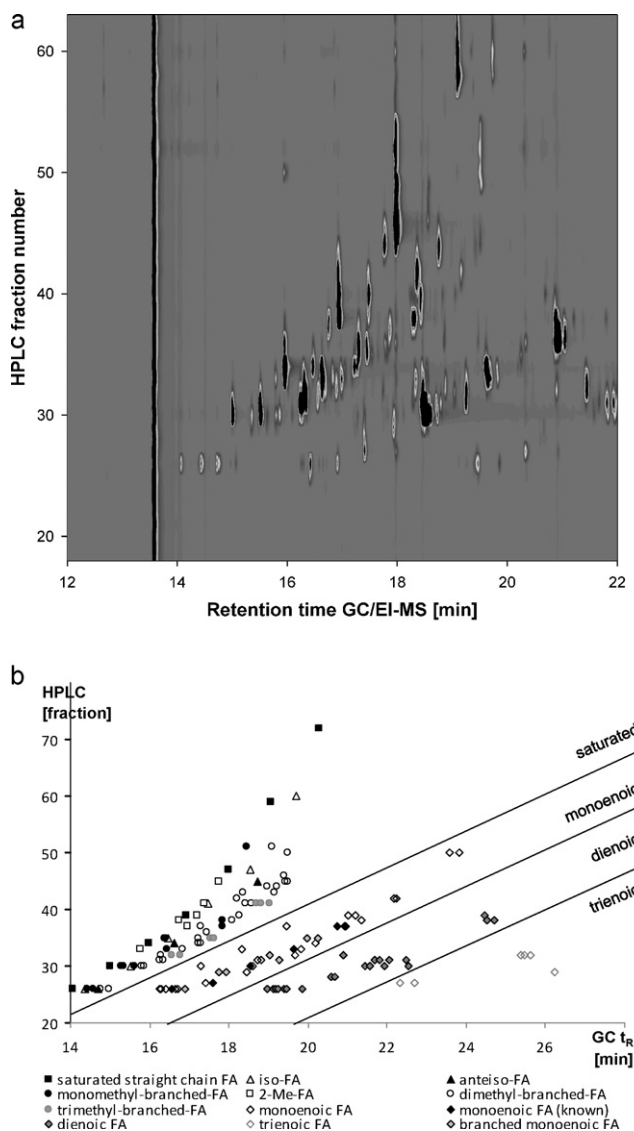 a
60
50
40
30
20
HPLC fraction number
12 14 16 18 20 22
Retention time GC/EI-MS [min]
b
HPLC
[fraction]
70
60
50
40
30
20
saturated
monoenoic
dienoic
trienoic
14 16 18 20 22 24 26 GC tR
[min]
saturated straight chain FA iso-FA anteiso-FA
monomethyl-branched-FA 2-Me-FA dimethyl-branched-FA
trimethyl-branched-FA monoenoic FA monoenoic FA (known)
dienoic FA trienoic FA branched monoenoic FA